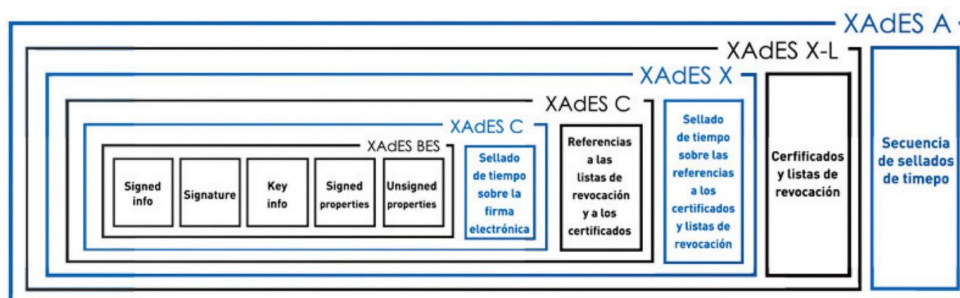 XAdES A
XAdES X-L
XAdES X
XAdES C
XAdES C
XAdES BES
Signed
info
Signature
Key
info
Signed
properties
Unsigned
properties
Sellado
de tiempo
sobre la
firma
electrónica
Referencias
a las
listas de
revocación
y a los
certificados
Sellado
de tiempo
sobre las
referencias
a los
certificados
y listas de
revocación
Cerfificados
y listas de
revocación
Secuencia
de sellados
de timepo